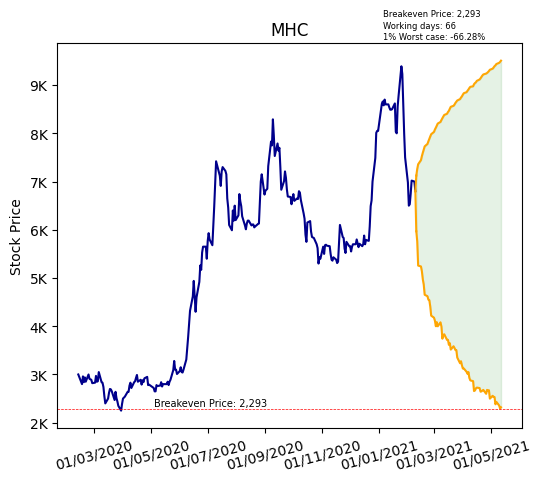 Breakeven Price: 2,293
Working days: 66
1% Worst case: -66.28%
MHC
Stock Price
9K
8K
7K
6K
5K
4K
3K
2K
Breakeven Price: 2,293
01/03/2020
01/05/2020
01/07/2020
01/09/2020
01/11/2020
01/01/2021
01/03/2021
01/05/2021